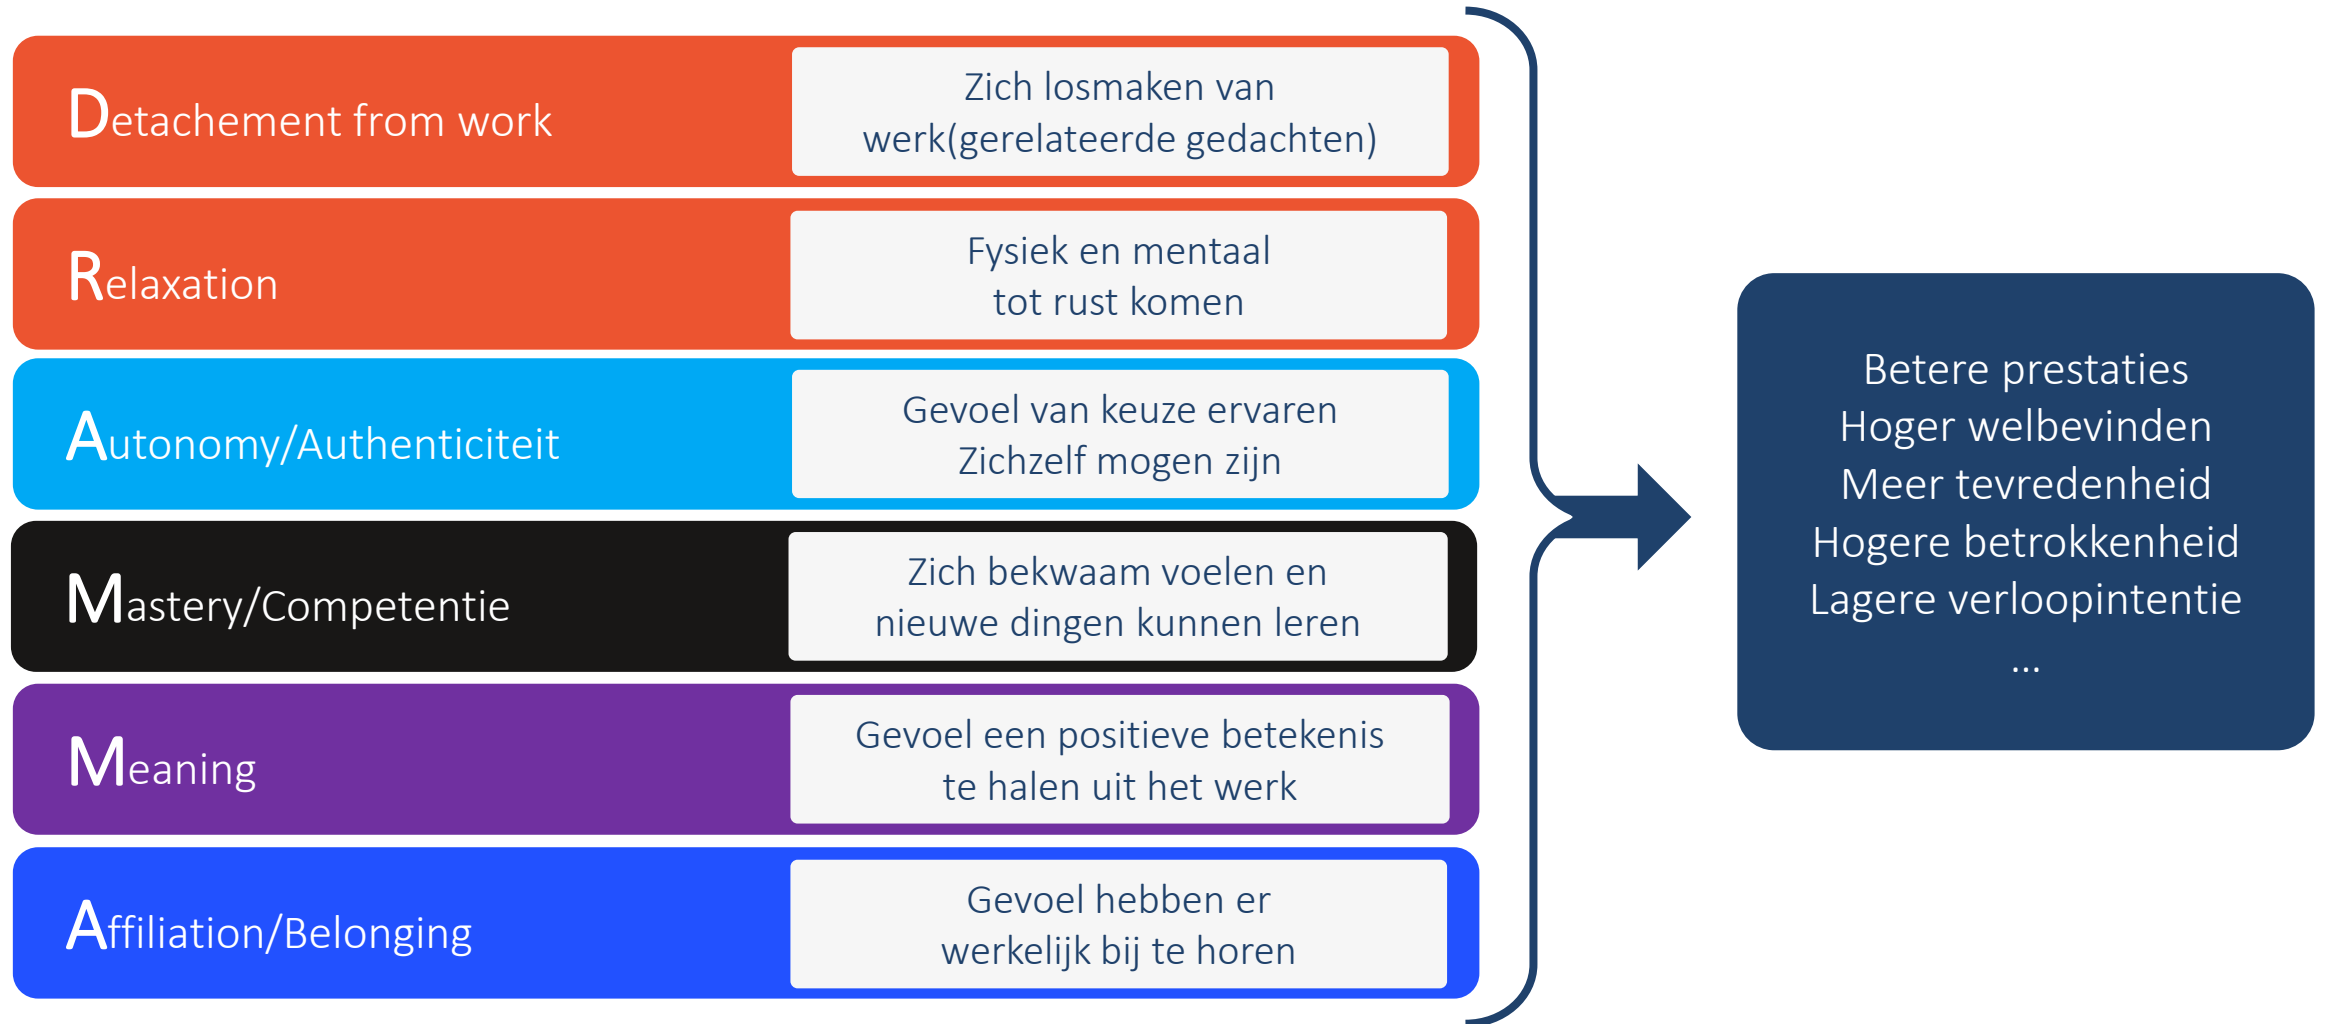 Detachement from work
Zich losmaken van
werk(gerelateerde gedachten)
Relaxation
Fysiek en mentaal
tot rust komen
Autonomy/Authenticiteit
Gevoel van keuze ervaren
Zichzelf mogen zijn
Mastery/Competentie
Zich bekwaam voelen en
nieuwe dingen kunnen leren
Meaning
Gevoel een positieve betekenis
te halen uit het werk
Affiliation/Belonging
Gevoel hebben er
werkelijk bij te horen
Betere prestaties
Hoger welbevinden
Meer tevredenheid
Hogere betrokkenheid
Lagere verloopintentie
...